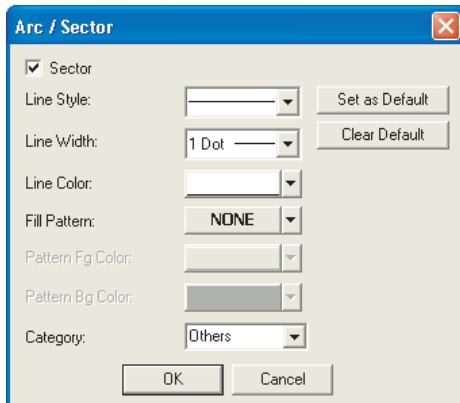 Arc / Sector
Sector
Line Style:
Set as Default
Line Width:
1 Dot
Clear Default
Line Color:
Fill Pattern:
NONE
Pattern Fg Color:
Pattern Bg Color:
Category:
Others
OK
Cancel